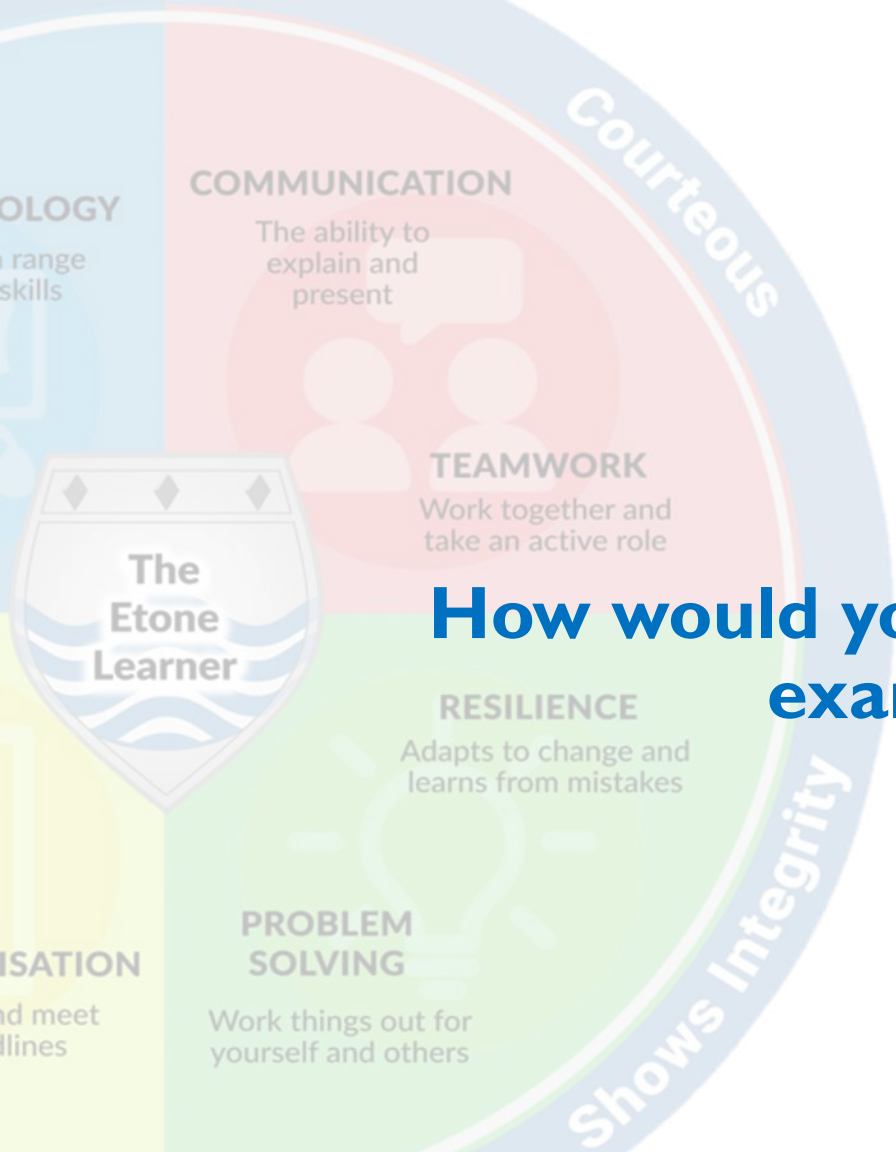 Courteous
COMMUNICATION
The ability to
explain and
present
OLOGY
range
skills
TEAMWORK
Work together and
take an active role
The
Etone
Learner
How would yo
exa
RESILIENCE
Adapts to change and
learns from mistakes
Shows Integrity
PROBLEM
SOLVING
Work things out for
yourself and others
ISATION
nd meet
dlines